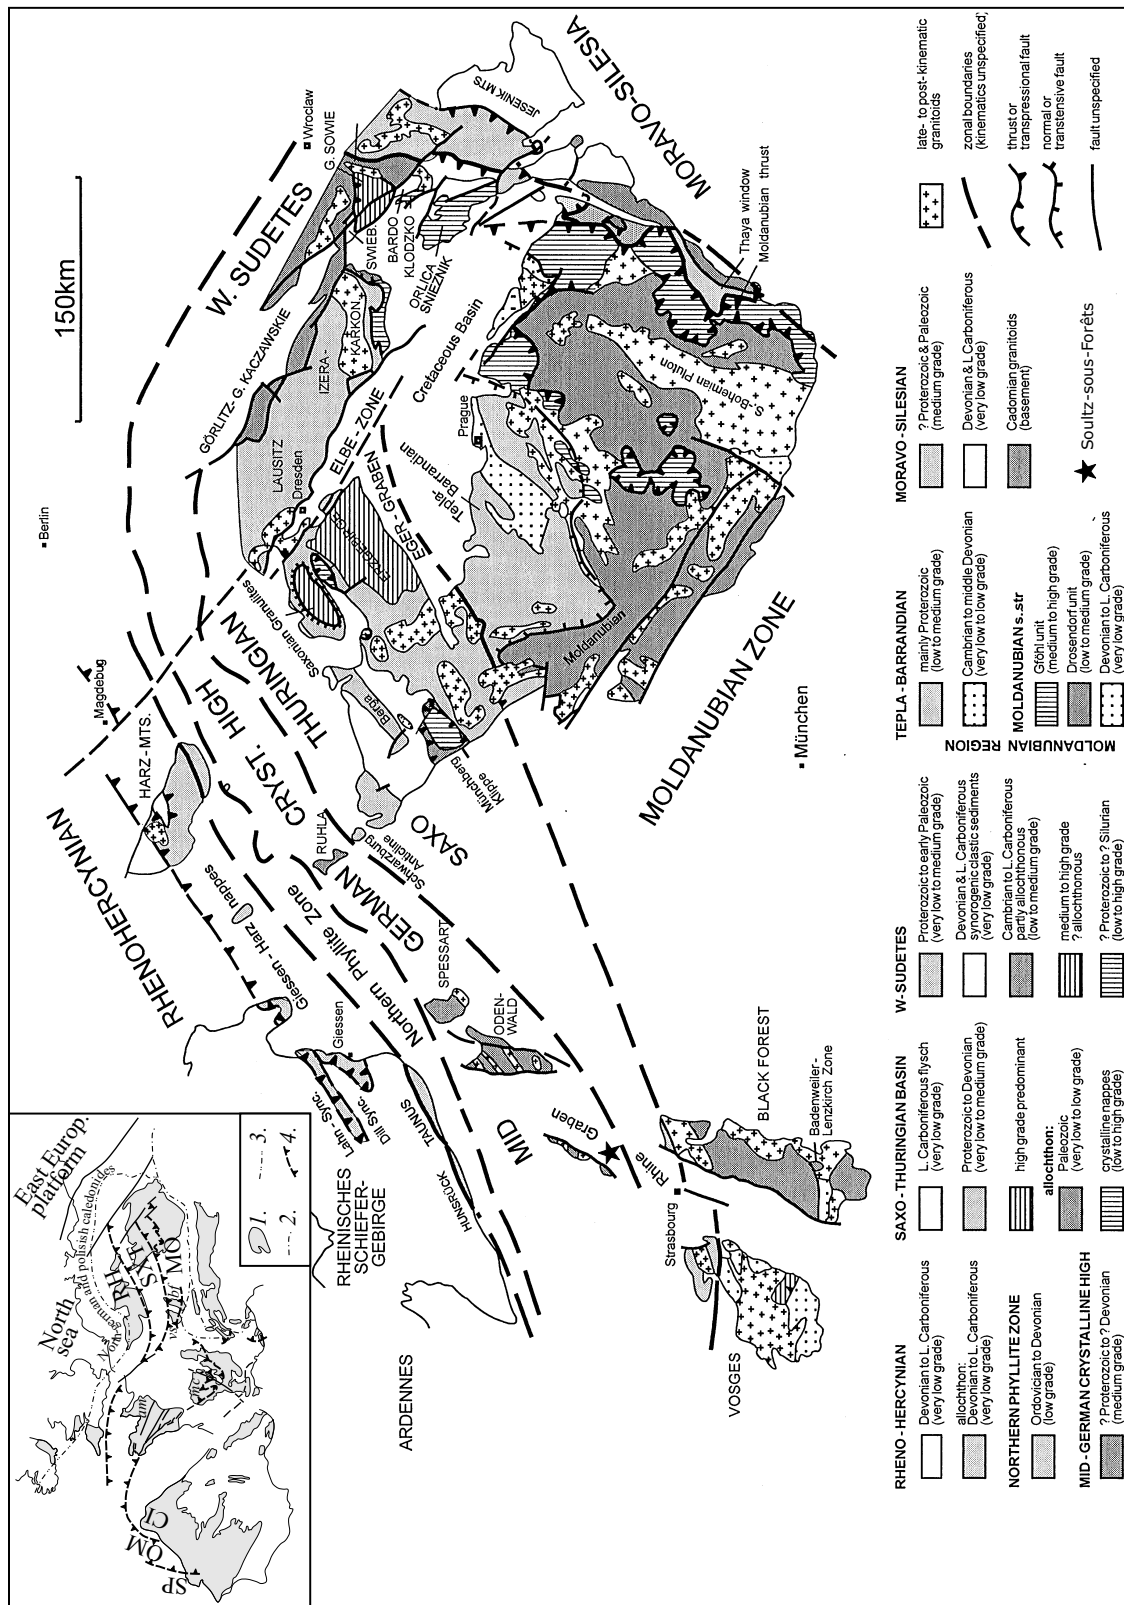 East Europ.
platform
North
sea
North german and polisish caledonides
RH
SXT
MO
CI
OM
SP
1.
2.
3.
4.
150km
Berlin
Magdebug
Wroclaw
Dresden
Prague
München
Strasbourg
Giessen
RHENOHERCYNIAN
HARZ-MTS.
Giessen - Harz nappes
Northern Phyllite Zone
MID GERMAN CRYST. HIGH
SAXO THURINGIAN
MOLDANUBIAN ZONE
W. SUDETES
MORAVO-SILESIA
JESENIK MTS
G. SOWIE
SWIEB.
BARDO
KLODZKO
ORLICA
SNIEZNIK
GÖRLITZ- G. KACZAWSKIE
IZERA -
KARKON.
LAUSITZ
ELBE - ZONE
EGER - GRABEN
ERZGEBIRGE
Saxonian Granulites
Cretaceous Basin
Tepla-
Barrandian
S.-Bohemian Pluton
Moldanubian
Thaya window
Moldanubian thrust
Berga
Münchberg
Klippe
Schwarzburg
Anticline
RUHLA
SPESSART
ODEN-
WALD
RHEINISCHES
SCHIEFER-
GEBIRGE
Lahn - Sync.
Dill Sync.
TAUNUS
HUNSRÜCK
ARDENNES
Rhine Graben
VOSGES
BLACK FOREST
Badenweiler-
Lenzkirch Zone
RHENO - HERCYNIAN
Devonian to L. Carboniferous
(very low grade)
allochthon:
Devonian to L. Carboniferous
(very low grade)
NORTHERN PHYLLITE ZONE
Ordovician to Devonian
(low grade)
MID - GERMAN CRYSTALLINE HIGH
? Proterozoic to ? Devonian
(medium grade)
SAXO - THURINGIAN BASIN
L. Carboniferous flysch
(very low grade)
Proterozoic to Devonian
(very low to medium grade)
high grade predominant
allochthon:
Paleozoic
(very low to low grade)
crystalline nappes
(low to high grade)
W- SUDETES
Proterozoic to early Paleozoic
(very low to medium grade)
Devonian & L. Carboniferous
synorogenic clastic sediments
(very low grade)
Cambrian to L. Carboniferous
partly allochthonous
(low to medium grade)
medium to high grade
? allochthonous
? Proterozoic to ? Silurian
(low to high grade)
MOLDANUBIAN REGION
TEPLA - BARRANDIAN
mainly Proterozoic
(low to medium grade)
Cambrian to middle Devonian
(very low to low grade)
MOLDANUBIAN s. str
Gföhl unit
(medium to high grade)
Drosendorf unit
(low to medium grade)
Devonian to L. Carboniferous
(very low grade)
MORAVO - SILESIAN
? Proterozoic & Paleozoic
(medium grade)
Devonian & L. Carboniferous
(very low grade)
Cadomian granitoids
(basement)
Soultz-sous-Forêts
late- to post- kinematic
granitoids
zonal boundaries
(kinematics unspecified)
thrust or
transpressional fault
normal or
transtensive fault
fault unspecified